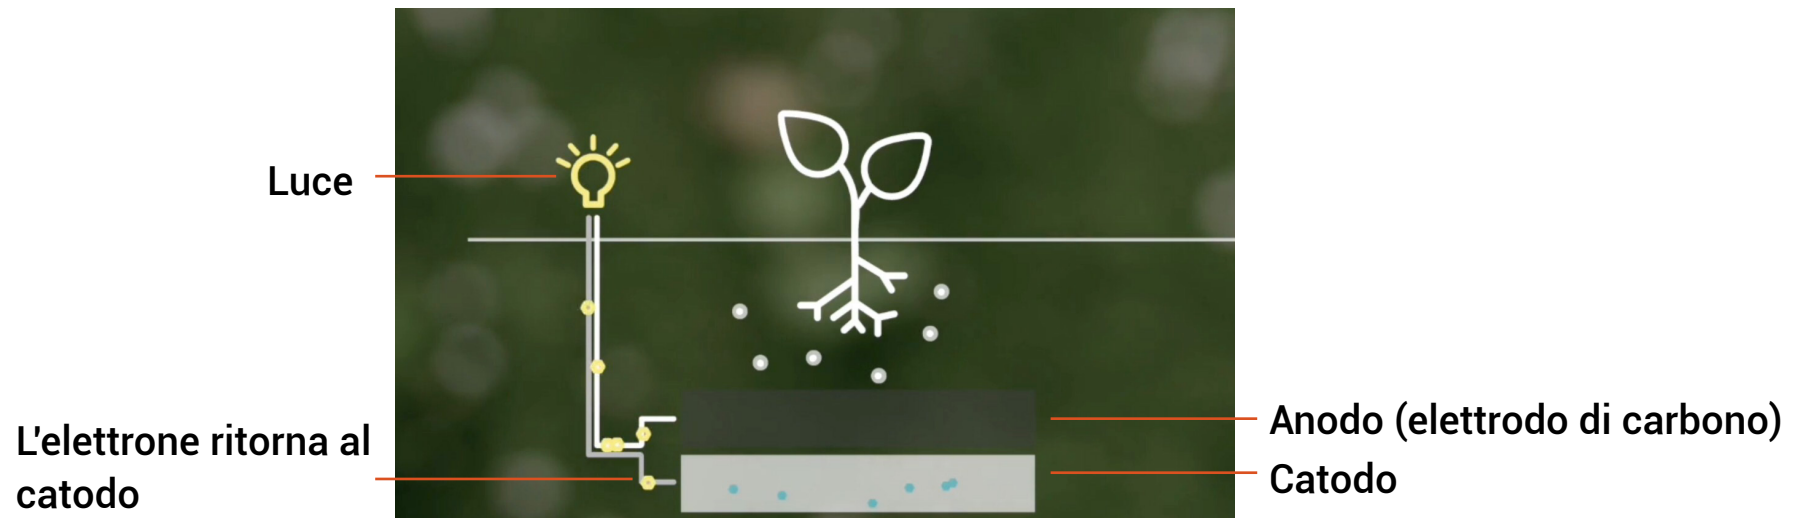 Luce
L'elettrone ritorna al
catodo
Anodo (elettrodo di carbono)
Catodo